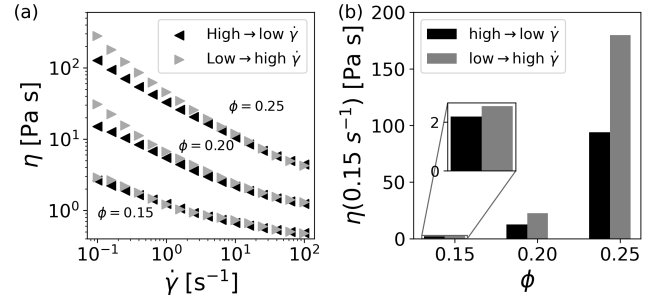 (a)
High→low γ̇
Low→high γ̇
10²
10¹
10⁰
η [Pa s]
ϕ=0.25
ϕ=0.20
ϕ=0.15
10⁻¹ 10⁰ 10¹ 10²
γ̇ [s⁻¹]
(b)
high→low γ̇
low→high γ̇
200
150
100
50
0
η(0.15 s⁻¹) [Pa s]
2
0
0.15 0.20 0.25
ϕ